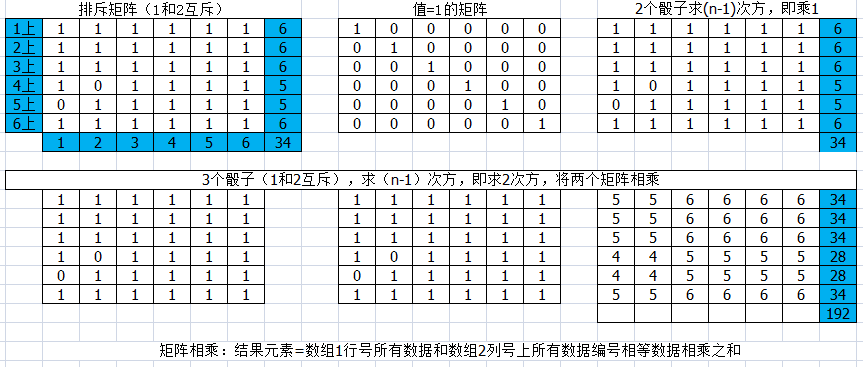 排斥矩阵（1和2互斥） 值=1的矩阵 2个骰子求(n-1)次方，即乘1
1上 1 1 1 1 1 1 6 1 0 0 0 0 0 1 1 1 1 1 1 6
2上 1 1 1 1 1 1 6 0 1 0 0 0 0 1 1 1 1 1 1 6
3上 1 1 1 1 1 1 6 0 0 1 0 0 0 1 1 1 1 1 1 6
4上 1 0 1 1 1 1 5 0 0 0 1 0 0 1 0 1 1 1 1 5
5上 0 1 1 1 1 1 5 0 0 0 0 1 0 0 1 1 1 1 1 5
6上 1 1 1 1 1 1 6 0 0 0 0 0 1 1 1 1 1 1 1 6
1 2 3 4 5 6 34 34
3个骰子（1和2互斥），求（n-1）次方，即求2次方，将两个矩阵相乘
1 1 1 1 1 1 1 1 1 1 1 1 5 5 6 6 6 6 34
1 1 1 1 1 1 1 1 1 1 1 1 5 5 6 6 6 6 34
1 1 1 1 1 1 1 1 1 1 1 1 5 5 6 6 6 6 34
1 0 1 1 1 1 1 0 1 1 1 1 4 4 5 5 5 5 28
0 1 1 1 1 1 0 1 1 1 1 1 4 4 5 5 5 5 28
1 1 1 1 1 1 1 1 1 1 1 1 5 5 6 6 6 6 34
192
矩阵相乘：结果元素=数组1行号所有数据和数组2列号上所有数据编号相等数据相乘之和